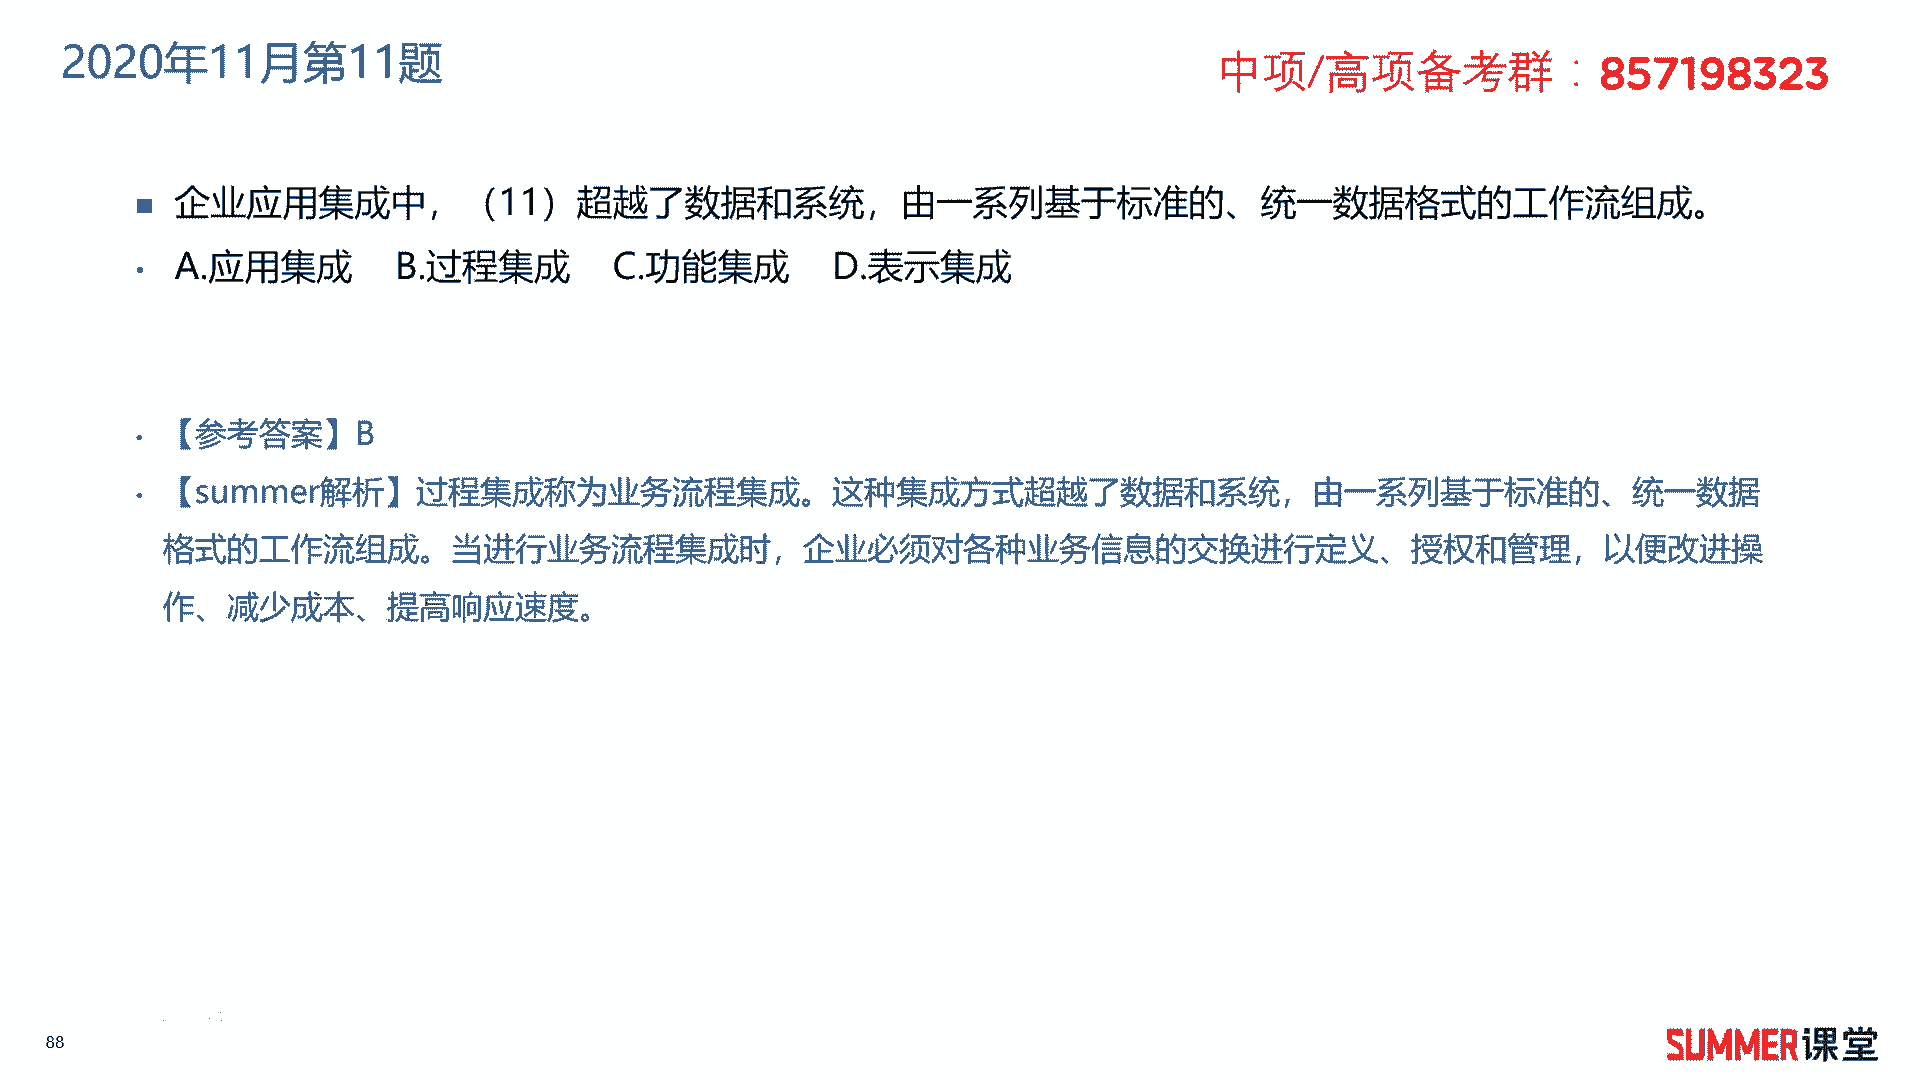 2020年11月第11题
中项/高项备考群：857198323
■ 企业应用集成中，（11）超越了数据和系统，由一系列基于标准的、统一数据格式的工作流组成。
• A.应用集成 B.过程集成 C.功能集成 D.表示集成
• 【参考答案】B
• 【summer解析】过程集成称为业务流程集成。这种集成方式超越了数据和系统，由一系列基于标准的、统一数据
格式的工作流组成。当进行业务流程集成时，企业必须对各种业务信息的交换进行定义、授权和管理，以便改进操
作、减少成本、提高响应速度。
88
SUMMER课堂